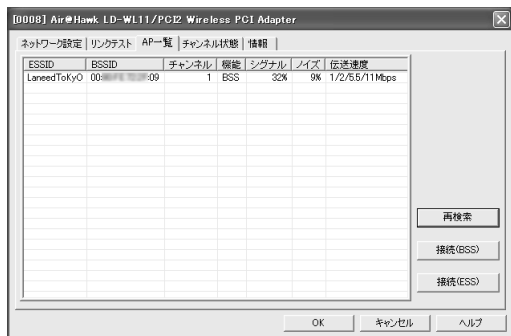 [0008] Air@Hawk LD-WL11/PCI2 Wireless PCI Adapter
ネットワーク設定 リンクテスト AP一覧 チャンネル状態 情報
ESSID BSSID チャンネル 機能 シグナル ノイズ 伝送速度
LaneedToKyO 00: :09 1 BSS 32% 9% 1/2/5.5/11 Mbps
再検索
接続(BSS)
接続(ESS)
OK キャンセル ヘルプ